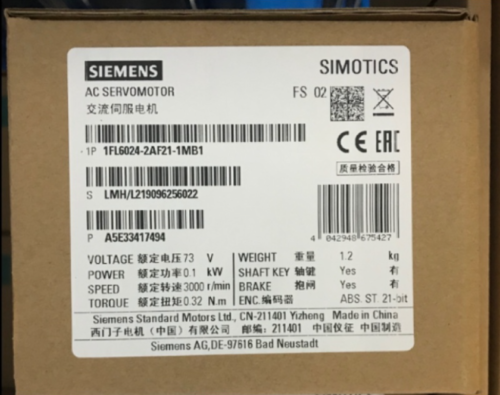 SIEMENS
SIMOTICS
AC SERVOMOTOR
FS 02
交流伺服电机
1P 1FL6024-2AF21-1MB1
CE EAC
质量检验合格
S LMH/L219096256022
P A5E33417494
4 042948 675427
VOLTAGE 额定电压 73 V
POWER 额定功率 0.1 kW
SPEED 额定转速 3000 r/min
TORQUE 额定扭矩 0.32 N.m
WEIGHT 重量 1.2 kg
SHAFT KEY 轴键 Yes 有
BRAKE 抱闸 Yes 有
ENC.编码器 ABS. ST. 21-bit
Siemens Standard Motors Ltd., CN-211401 Yizheng Made in China
西门子电机（中国）有限公司 邮编：211401 中国仪征 中国制造
Siemens AG,DE-97616 Bad Neustadt